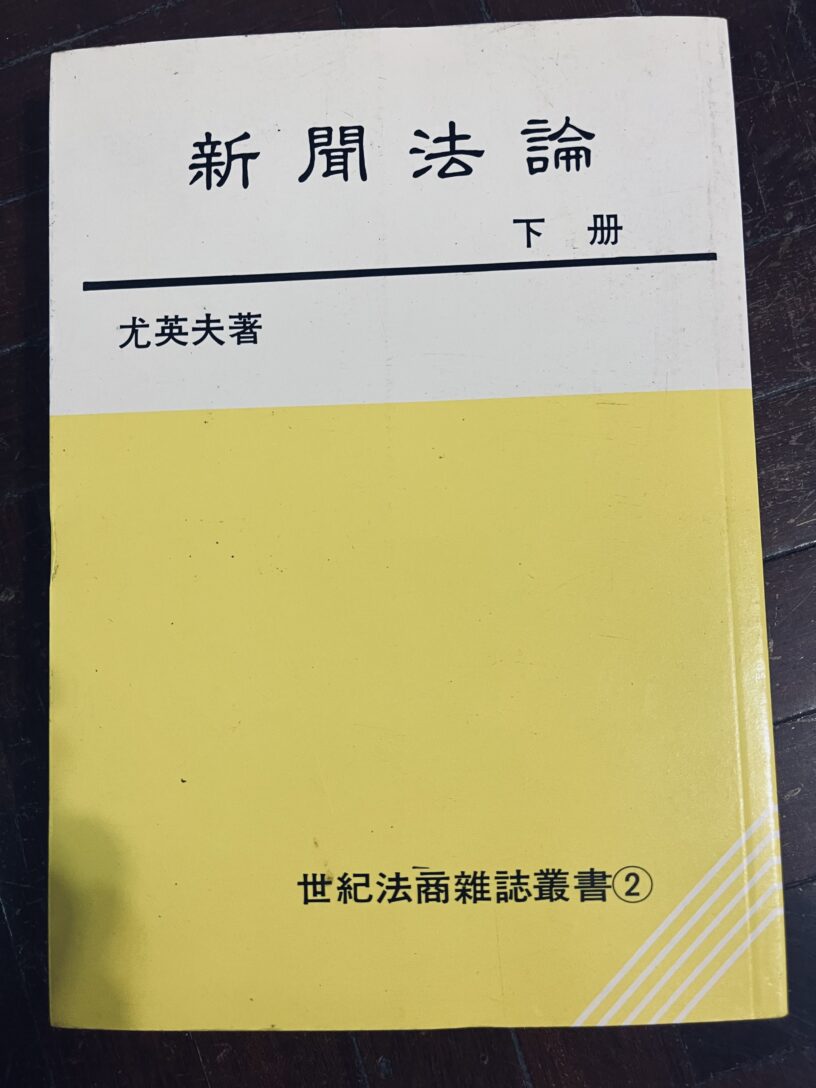 新聞法論
下册
尤英夫著
世紀法商雜誌叢書②